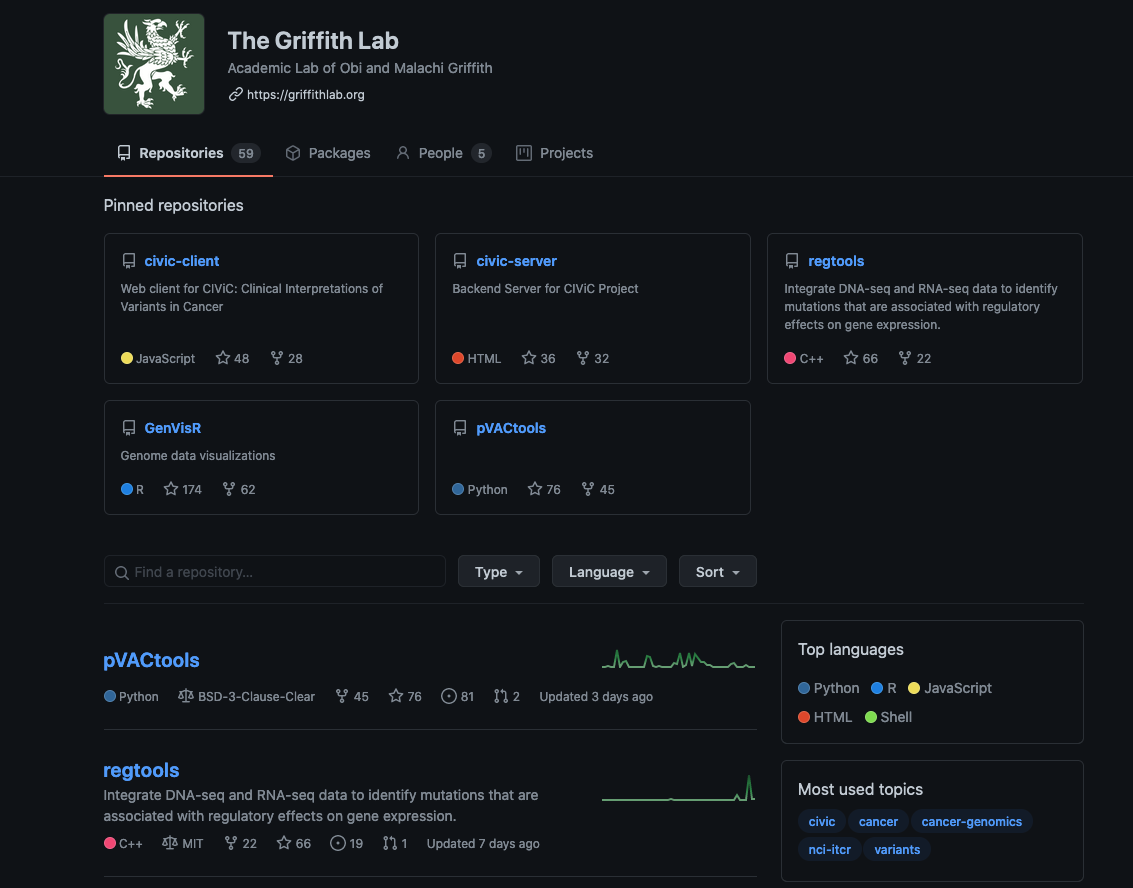 The Griffith Lab
Academic Lab of Obi and Malachi Griffith
https://griffithlab.org
Repositories 59 Packages People 5 Projects
Pinned repositories
civic-client
Web client for CIViC: Clinical Interpretations of
Variants in Cancer
JavaScript 48 28
civic-server
Backend Server for CIViC Project
HTML 36 32
regtools
Integrate DNA-seq and RNA-seq data to identify
mutations that are associated with regulatory
effects on gene expression.
C++ 66 22
GenVisR
Genome data visualizations
R 174 62
pVACtools
Python 76 45
Find a repository...
Type Language Sort
pVACtools
Python BSD-3-Clause-Clear 45 76 81 2 Updated 3 days ago
regtools
Integrate DNA-seq and RNA-seq data to identify mutations that are
associated with regulatory effects on gene expression.
C++ MIT 22 66 19 1 Updated 7 days ago
Top languages
Python R JavaScript
HTML Shell
Most used topics
civic cancer cancer-genomics
nci-itcr variants